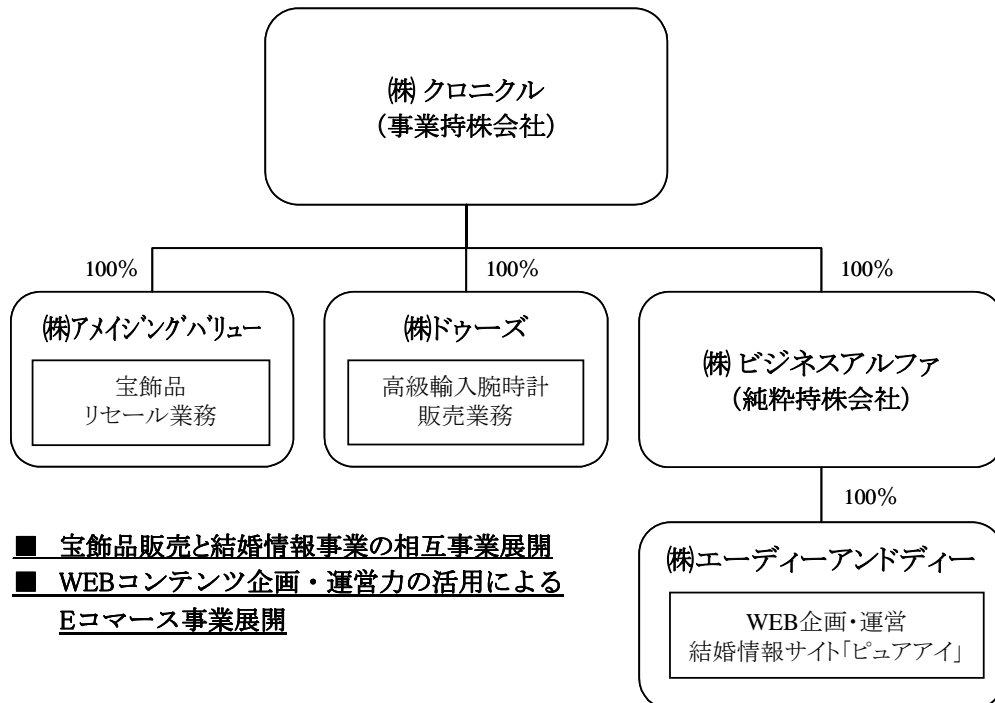 ㈱ クロニクル
（事業持株会社）
100%
100%
100%
㈱アメイジングバリュー
宝飾品
リセール業務
㈱ドゥーズ
高級輸入腕時計
販売業務
㈱ ビジネスアルファ
（純粋持株会社）
100%
㈱エーディーアンドディー
WEB企画・運営
結婚情報サイト「ピュアアイ」
■ 宝飾品販売と結婚情報事業の相互事業展開
■ WEBコンテンツ企画・運営力の活用による
Eコマース事業展開